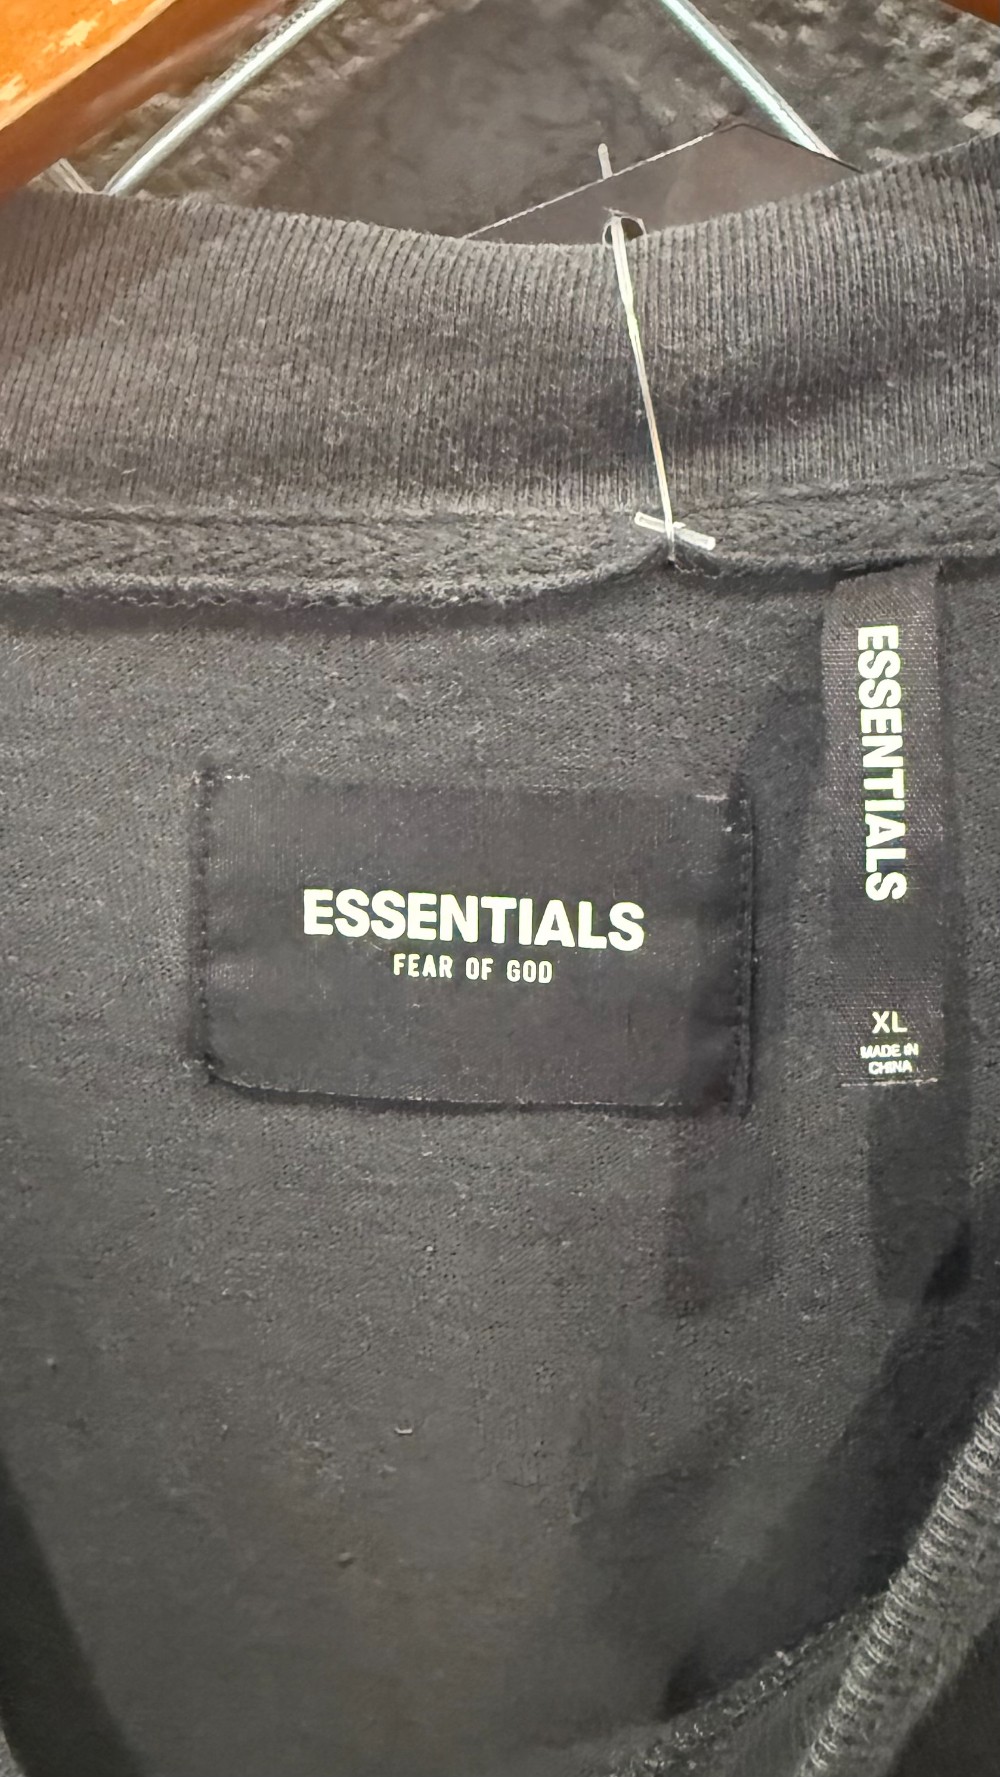 ESSENTIALS
FEAR OF GOD
ESSENTIALS
XL
MADE IN
CHINA